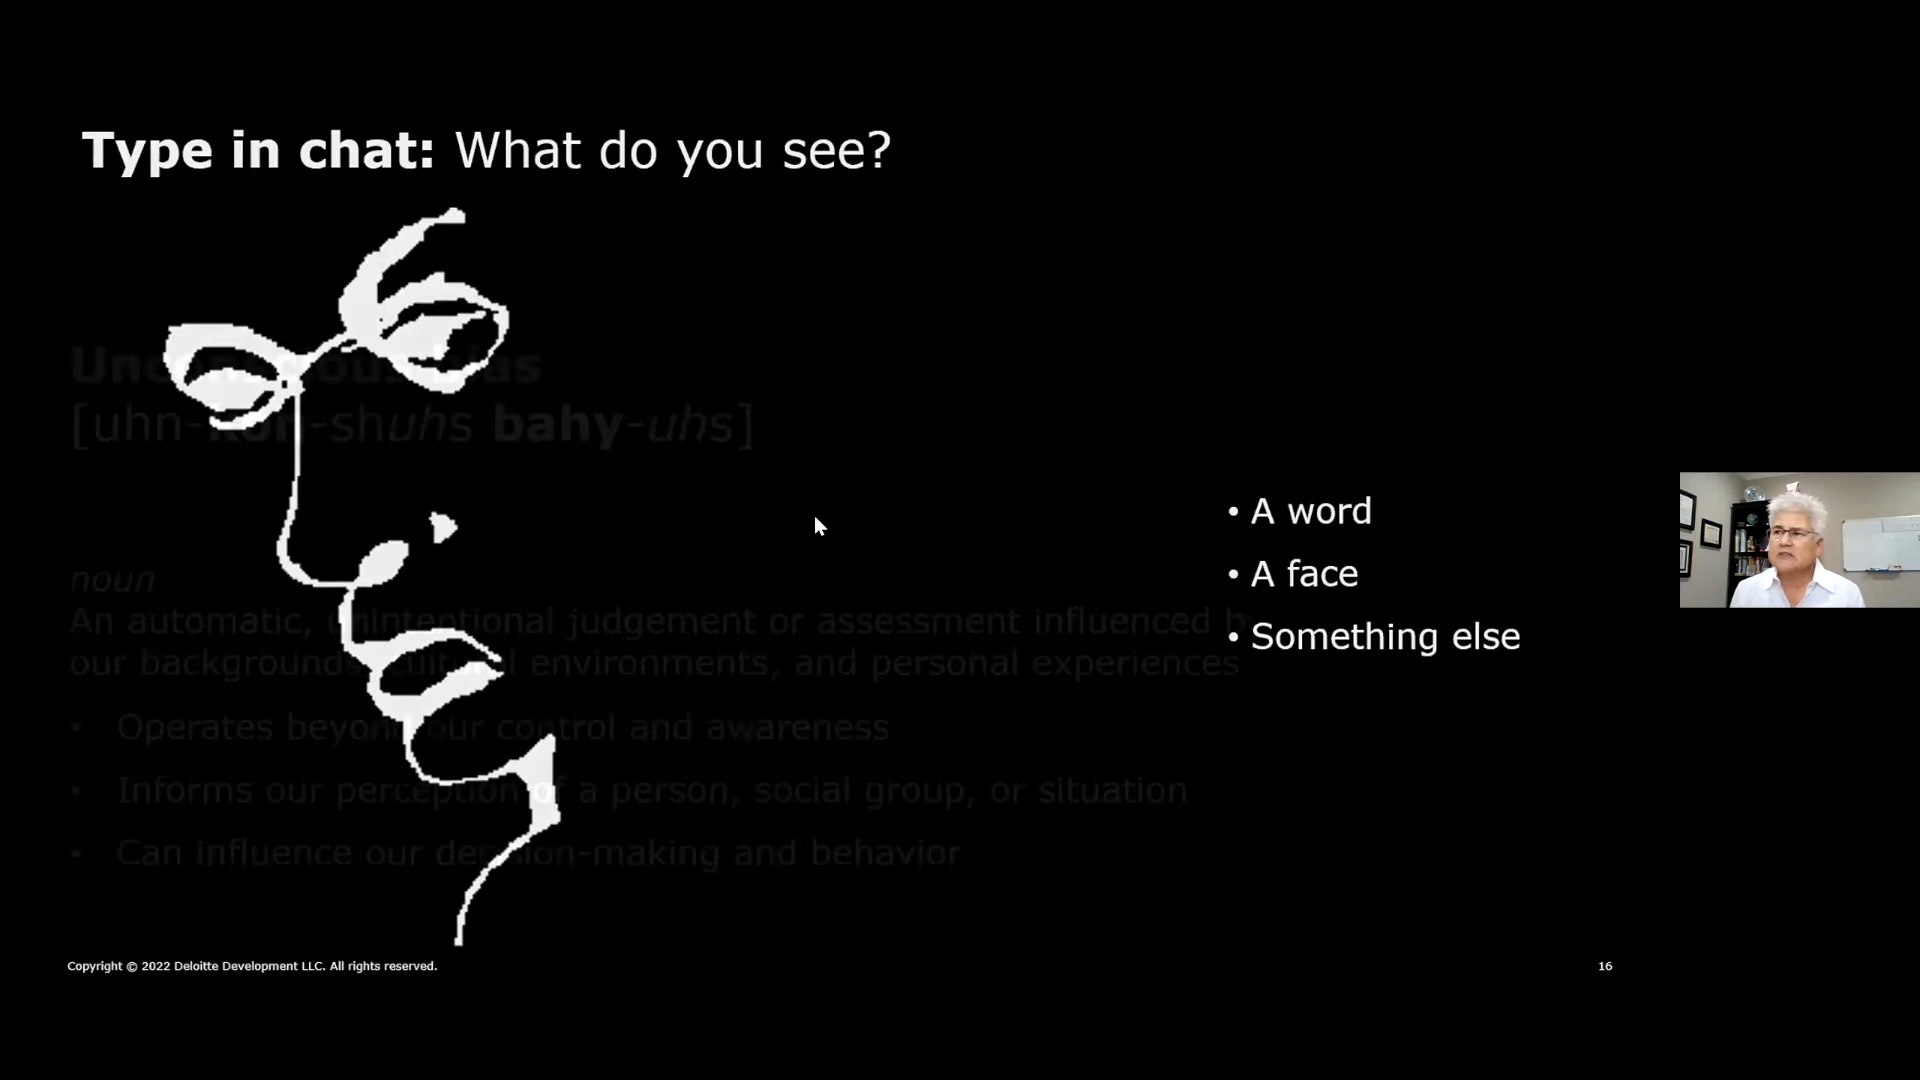 Type in chat: What do you see?
Unconscious bias
[uhn-kon-shuhs bahy-uhs]
noun
An automatic, unintentional judgement or assessment influenced by
our background, cultural environments, and personal experiences
• Operates beyond our control and awareness
• Informs our perception of a person, social group, or situation
• Can influence our decision-making and behavior
• A word
• A face
• Something else
Copyright © 2022 Deloitte Development LLC. All rights reserved.
16